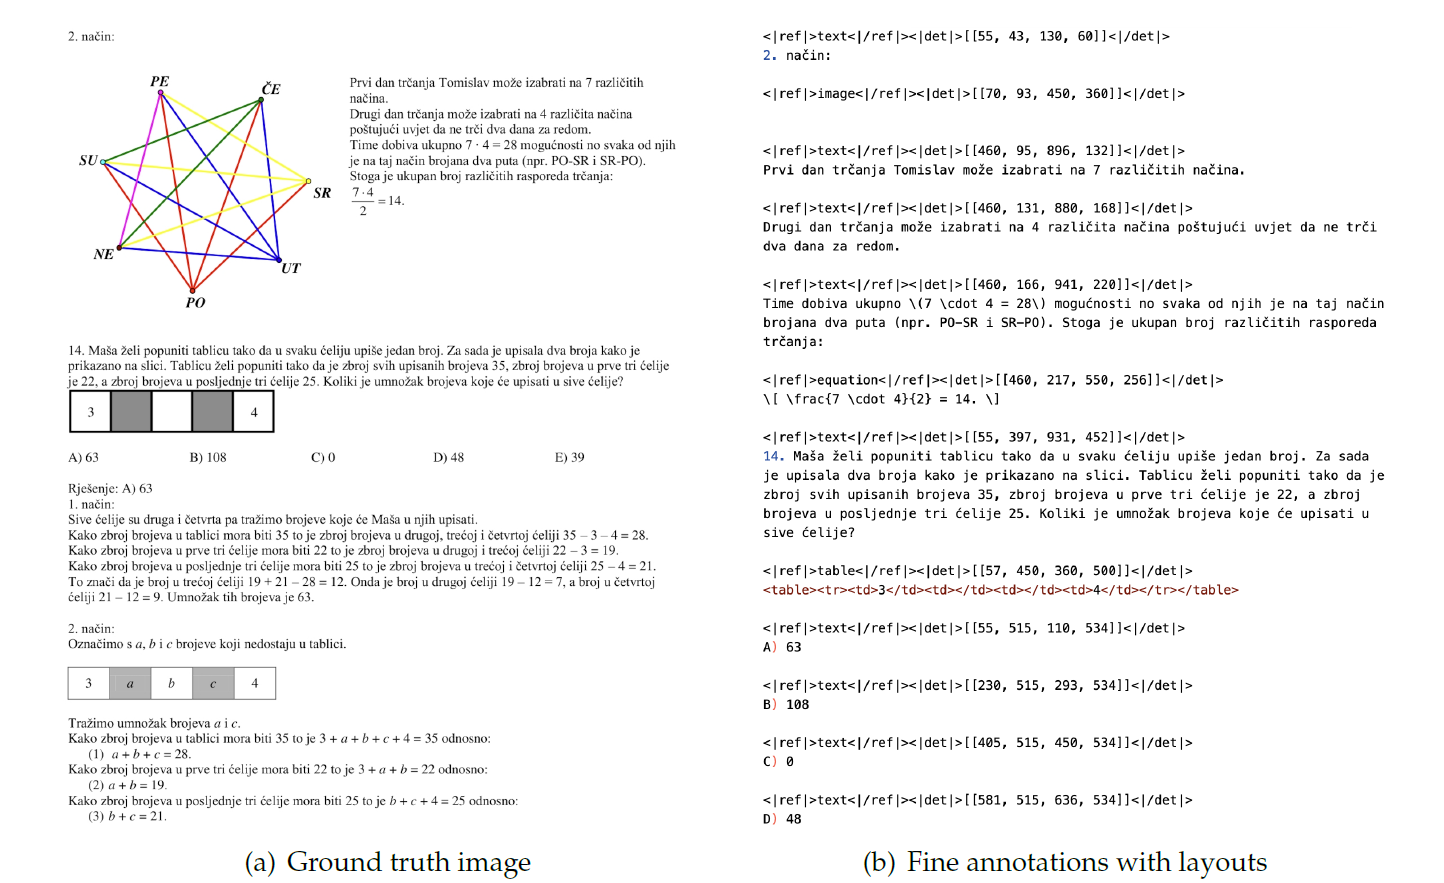 2. način:
PE
ČE
SU
SR
NE
UT
PO
Prvi dan trčanja Tomislav može izabrati na 7 različitih
načina.
Drugi dan trčanja može izabrati na 4 različita načina
poštujući uvjet da ne trči dva dana za redom.
Time dobiva ukupno 7 · 4 = 28 mogućnosti no svaka od njih
je na taj način brojana dva puta (npr. PO-SR i SR-PO).
Stoga je ukupan broj različitih rasporeda trčanja:
7 · 4
2
= 14.
14. Maša želi popuniti tablicu tako da u svaku ćeliju upiše jedan broj. Za sada je upisala dva broja kako je
prikazano na slici. Tablicu želi popuniti tako da je zbroj svih upisanih brojeva 35, zbroj brojeva u prve tri ćelije
je 22, a zbroj brojeva u posljednje tri ćelije 25. Koliki je umnožak brojeva koje će upisati u sive ćelije?
3 4
A) 63 B) 108 C) 0 D) 48 E) 39
Rješenje: A) 63
1. način:
Sive ćelije su druga i četvrta pa tražimo brojeve koje će Maša u njih upisati.
Kako zbroj brojeva u tablici mora biti 35 to je zbroj brojeva u drugoj, trećoj i četvrtoj ćeliji 35 – 3 – 4 = 28.
Kako zbroj brojeva u prve tri ćelije mora biti 22 to je zbroj brojeva u drugoj i trećoj ćeliji 22 – 3 = 19.
Kako zbroj brojeva u posljednje tri ćelije mora biti 25 to je zbroj brojeva u trećoj i četvrtoj ćeliji 25 – 4 = 21.
To znači da je broj u trećoj ćeliji 19 + 21 – 28 = 12. Onda je broj u drugoj ćeliji 19 – 12 = 7, a broj u četvrtoj
ćeliji 21 – 12 = 9. Umnožak tih brojeva je 63.
2. način:
Označimo s a, b i c brojeve koji nedostaju u tablici.
3 a b c 4
Tražimo umnožak brojeva a i c.
Kako zbroj brojeva u tablici mora biti 35 to je 3 + a + b + c + 4 = 35 odnosno:
(1) a + b + c = 28.
Kako zbroj brojeva u prve tri ćelije mora biti 22 to je 3 + a + b = 22 odnosno:
(2) a + b = 19.
Kako zbroj brojeva u posljednje tri ćelije mora biti 25 to je b + c + 4 = 25 odnosno:
(3) b + c = 21.
(a) Ground truth image
<|ref|>text<|/ref|><|det|>[[55, 43, 130, 60]]<|/det|>
2. način:
<|ref|>image<|/ref|><|det|>[[70, 93, 450, 360]]<|/det|>
<|ref|>text<|/ref|><|det|>[[460, 95, 896, 132]]<|/det|>
Prvi dan trčanja Tomislav može izabrati na 7 različitih načina.
<|ref|>text<|/ref|><|det|>[[460, 131, 880, 168]]<|/det|>
Drugi dan trčanja može izabrati na 4 različita načina poštujući uvjet da ne trči
dva dana za redom.
<|ref|>text<|/ref|><|det|>[[460, 166, 941, 220]]<|/det|>
Time dobiva ukupno \(7 \cdot 4 = 28\) mogućnosti no svaka od njih je na taj način
brojana dva puta (npr. PO-SR i SR-PO). Stoga je ukupan broj različitih rasporeda
trčanja:
<|ref|>equation<|/ref|><|det|>[[460, 217, 550, 256]]<|/det|>
\[ \frac{7 \cdot 4}{2} = 14. \]
<|ref|>text<|/ref|><|det|>[[55, 397, 931, 452]]<|/det|>
14. Maša želi popuniti tablicu tako da u svaku ćeliju upiše jedan broj. Za sada
je upisala dva broja kako je prikazano na slici. Tablicu želi popuniti tako da je
zbroj svih upisanih brojeva 35, zbroj brojeva u prve tri ćelije je 22, a zbroj
brojeva u posljednje tri ćelije 25. Koliki je umnožak brojeva koje će upisati u
sive ćelije?
<|ref|>table<|/ref|><|det|>[[57, 450, 360, 500]]<|/det|>
<table><tr><td>3</td><td></td><td></td><td>4</td></tr></table>
<|ref|>text<|/ref|><|det|>[[55, 515, 110, 534]]<|/det|>
A) 63
<|ref|>text<|/ref|><|det|>[[230, 515, 293, 534]]<|/det|>
B) 108
<|ref|>text<|/ref|><|det|>[[405, 515, 450, 534]]<|/det|>
C) 0
<|ref|>text<|/ref|><|det|>[[581, 515, 636, 534]]<|/det|>
D) 48
(b) Fine annotations with layouts